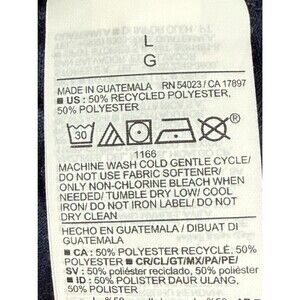 L
G
MADE IN GUATEMALA RN 54023 / CA 17897
■ US : 50% RECYCLED POLYESTER,
50% POLYESTER
30
®
1166
MACHINE WASH COLD GENTLE CYCLE/
DO NOT USE FABRIC SOFTENER/
ONLY NON-CHLORINE BLEACH WHEN
NEEDED/ TUMBLE DRY LOW/ COOL
IRON/ DO NOT IRON LABEL/ DO NOT
DRY CLEAN
HECHO EN GUATEMALA / DIBUAT DI
GUATEMALA
■ CA : 50% POLYESTER RECYCLÉ, 50%
POLYESTER ■ CR/CL/GT/MX/PA/PE/
SV : 50% poliéster reciclado, 50% poliéster
■ ID : 50% POLISTER DAUR ULANG,
50% POLISTER